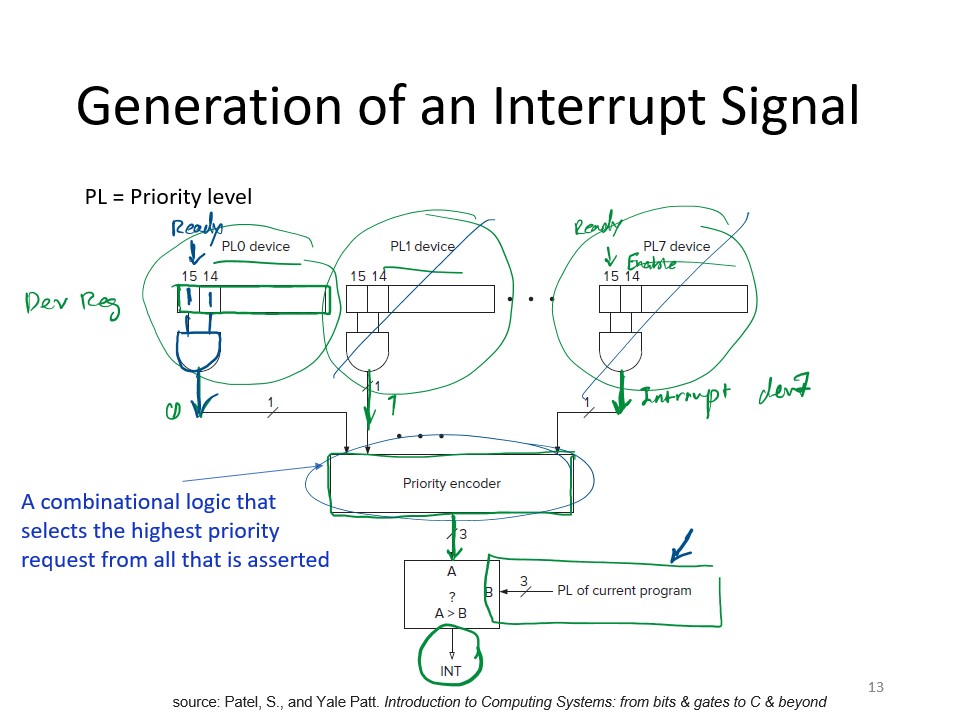 Generation of an Interrupt Signal
PL = Priority level
Ready
Ready
PL0 device
PL1 device
PL7 device
Enable
15 14
15 14
15 14
Dev Reg
1 1
1
Interrupt dev7
0
1
1
1
Priority encoder
A combinational logic that
selects the highest priority
request from all that is asserted
3
A
?
A > B
B
3
PL of current program
INT
13
source: Patel, S., and Yale Patt. Introduction to Computing Systems: from bits & gates to C & beyond